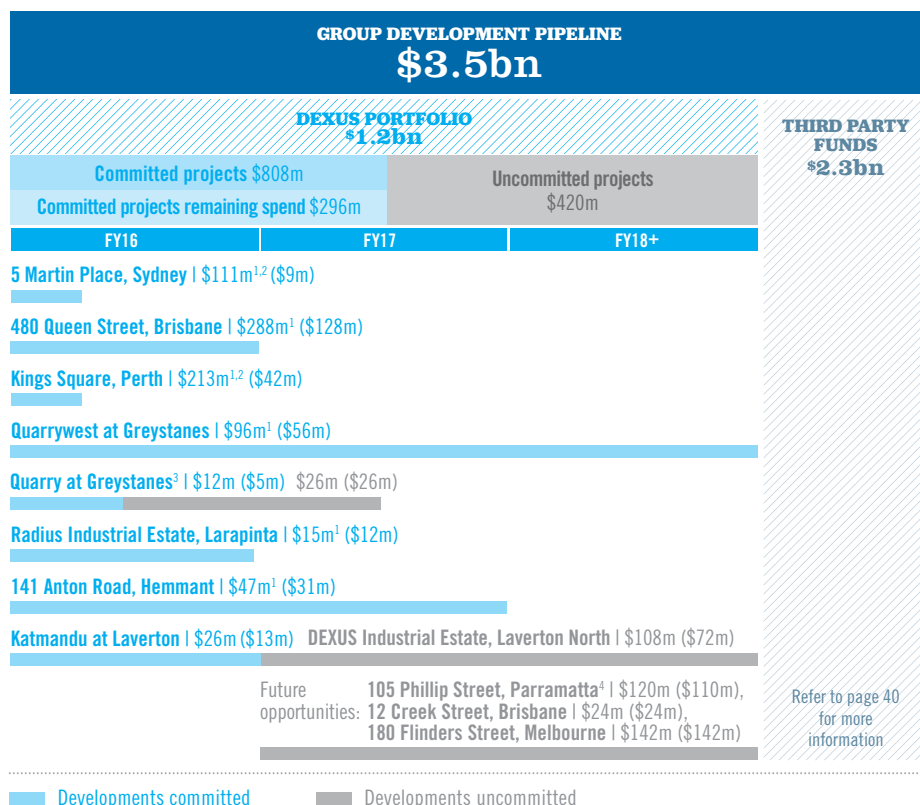 GROUP DEVELOPMENT PIPELINE
$3.5bn
DEXUS PORTFOLIO
$1.2bn
THIRD PARTY
FUNDS
$2.3bn
Committed projects $808m
Committed projects remaining spend $296m
Uncommitted projects
$420m
FY16 FY17 FY18+
5 Martin Place, Sydney | $111m1,2 ($9m)
480 Queen Street, Brisbane | $288m1 ($128m)
Kings Square, Perth | $213m1,2 ($42m)
Quarrywest at Greystanes | $96m1 ($56m)
Quarry at Greystanes3 | $12m ($5m) $26m ($26m)
Radius Industrial Estate, Larapinta | $15m1 ($12m)
141 Anton Road, Hemmant | $47m1 ($31m)
Katmandu at Laverton | $26m ($13m) DEXUS Industrial Estate, Laverton North | $108m ($72m)
Future opportunities: 105 Phillip Street, Parramatta4 | $120m ($110m),
12 Creek Street, Brisbane | $24m ($24m),
180 Flinders Street, Melbourne | $142m ($142m)
Refer to page 40
for more
information
Developments committed Developments uncommitted